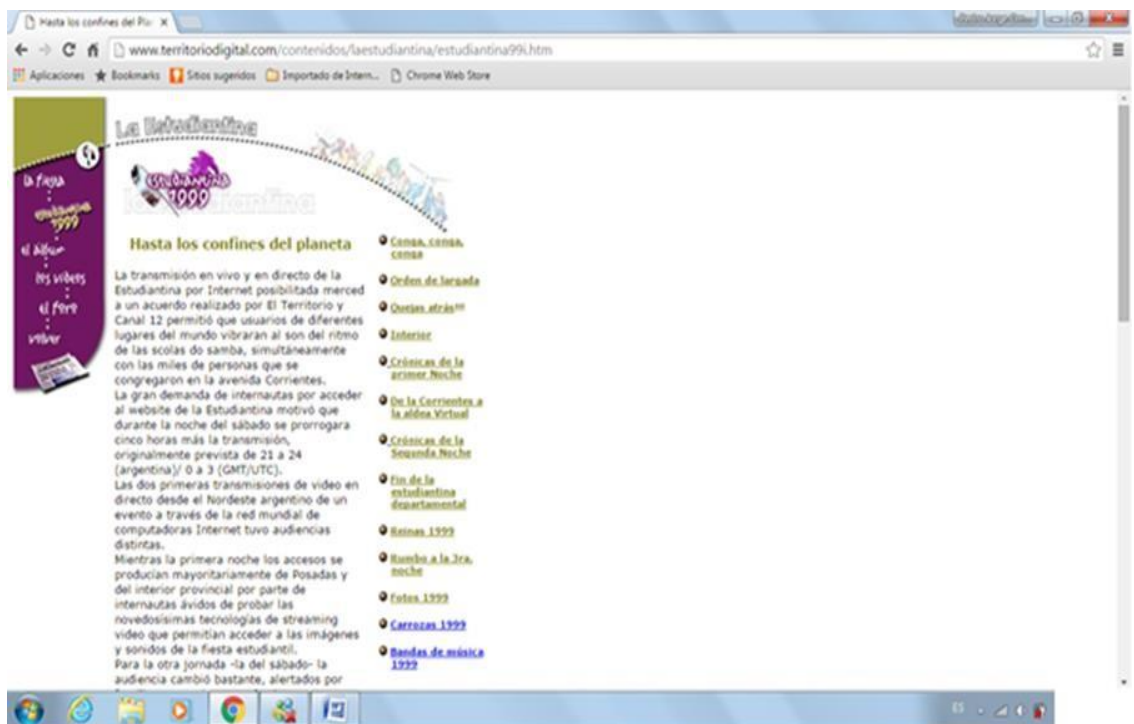 Hasta los confines del Pla
www.territoriodigital.com/contenidos/laestudiantina/estudiantina99i.htm
Aplicaciones
Bookmarks
Sitios sugeridos
Importado de Intern...
Chrome Web Store
La Estudiantina
ESTUDIANTINA
1999
la fiesta
estudiantina
1999
el álbum
los videos
el foro
volver
Hasta los confines del planeta
La transmisión en vivo y en directo de la
Estudiantina por Internet posibilitada merced
a un acuerdo realizado por El Territorio y
Canal 12 permitió que usuarios de diferentes
lugares del mundo vibraran al son del ritmo
de las scolas do samba, simultáneamente
con las miles de personas que se
congregaron en la avenida Corrientes.
La gran demanda de internautas por acceder
al website de la Estudiantina motivó que
durante la noche del sábado se prorrogara
cinco horas más la transmisión,
originalmente prevista de 21 a 24
(argentina)/ 0 a 3 (GMT/UTC).
Las dos primeras transmisiones de video en
directo desde el Nordeste argentino de un
evento a través de la red mundial de
computadoras Internet tuvo audiencias
distintas.
Mientras la primera noche los accesos se
producían mayoritariamente de Posadas y
del interior provincial por parte de
internautas ávidos de probar las
novedosísimas tecnologías de streaming
video que permitían acceder a las imágenes
y sonidos de la fiesta estudiantil.
Para la otra jornada -la del sábado- la
audiencia cambió bastante, alertados por
Conga, conga,
conga
Orden de largada
Quejas atrás!!!
Interior
Crónicas de la
primer Noche
De la Corrientes a
la aldea Virtual
Crónicas de la
Segunda Noche
Fin de la
estudiantina
departamental
Reinas 1999
Rumbo a la 3ra.
noche
Fotos 1999
Carrozas 1999
Bandas de música
1999
ES